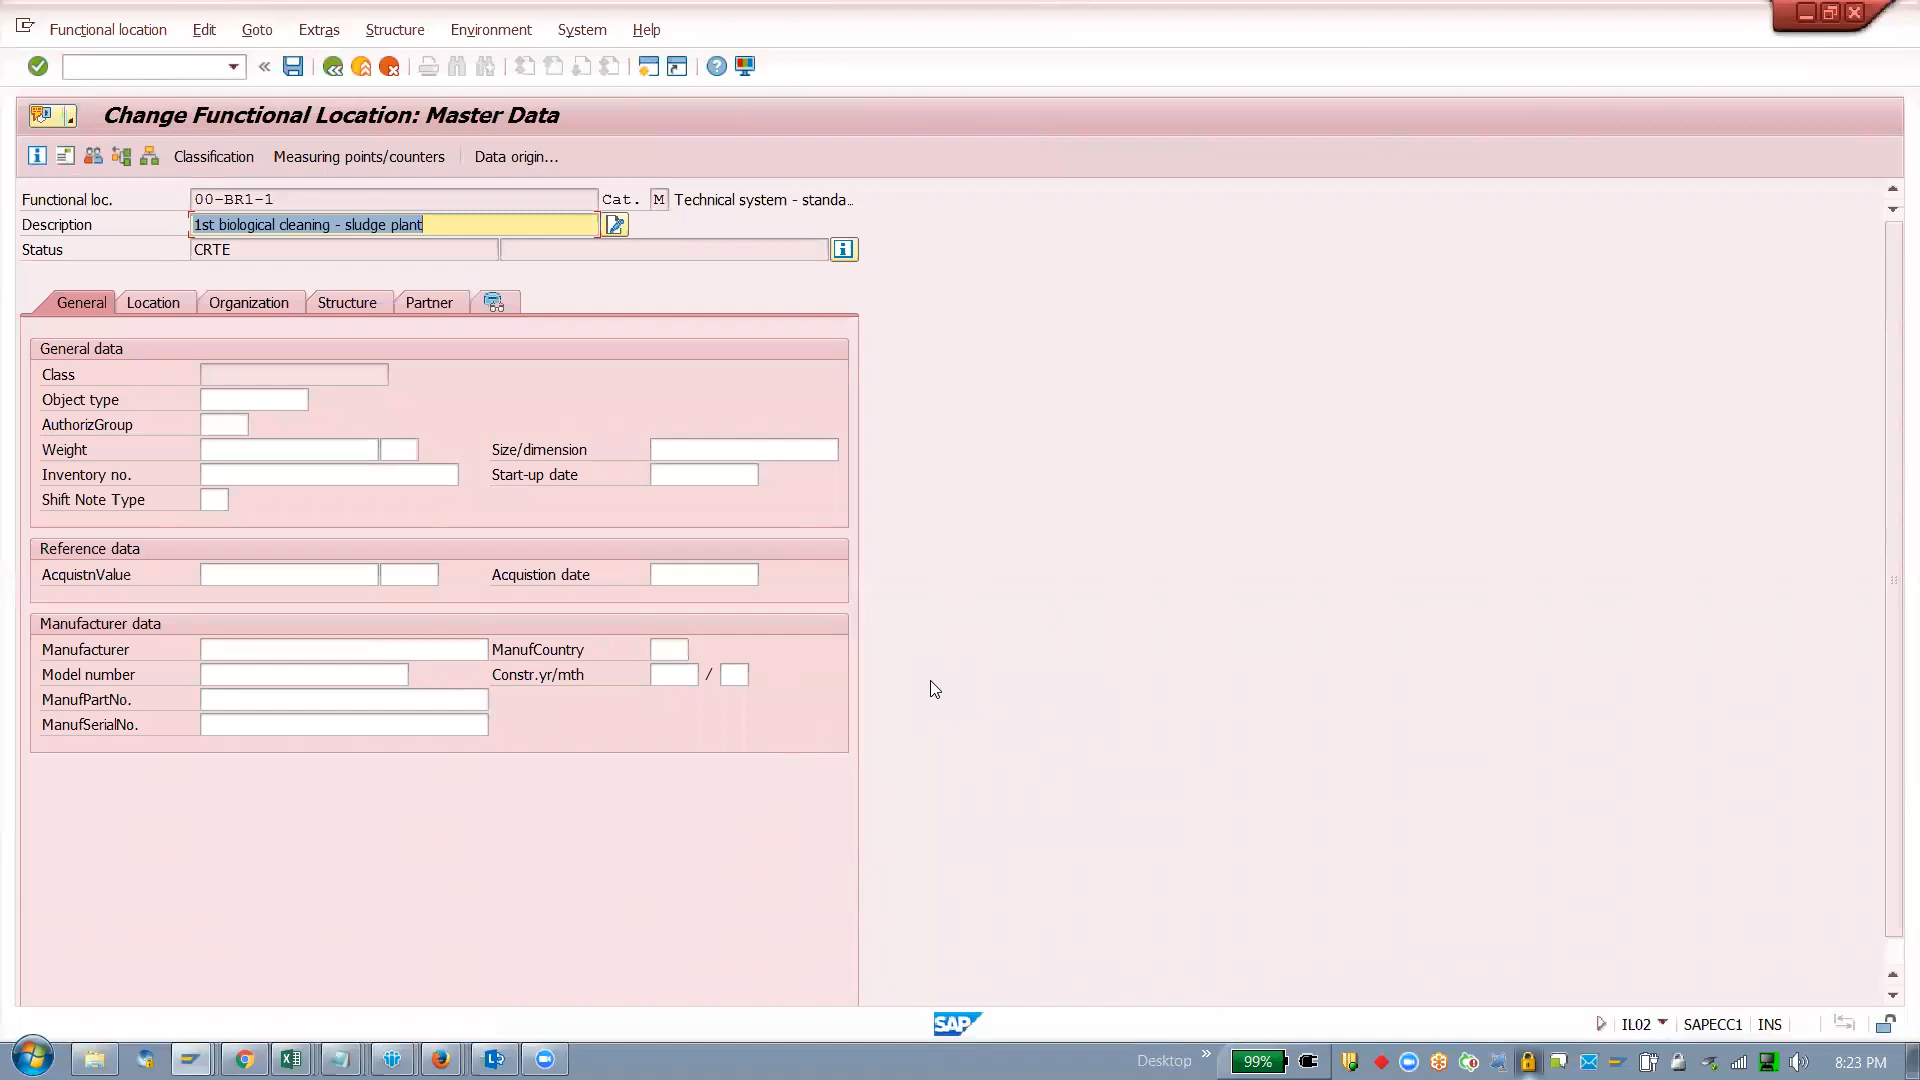 Functional location Edit Goto Extras Structure Environment System Help
Change Functional Location: Master Data
Classification Measuring points/counters Data origin...
Functional loc. 00-BR1-1 Cat. M Technical system - standa..
Description 1st biological cleaning - sludge plant
Status CRTE
General Location Organization Structure Partner
General data
Class
Object type
AuthorizGroup
Weight Size/dimension
Inventory no. Start-up date
Shift Note Type
Reference data
AcquistnValue Acquistion date
Manufacturer data
Manufacturer ManufCountry
Model number Constr.yr/mth /
ManufPartNo.
ManufSerialNo.
SAP
IL02 SAPECC1 INS
Desktop » 99% 8:23 PM